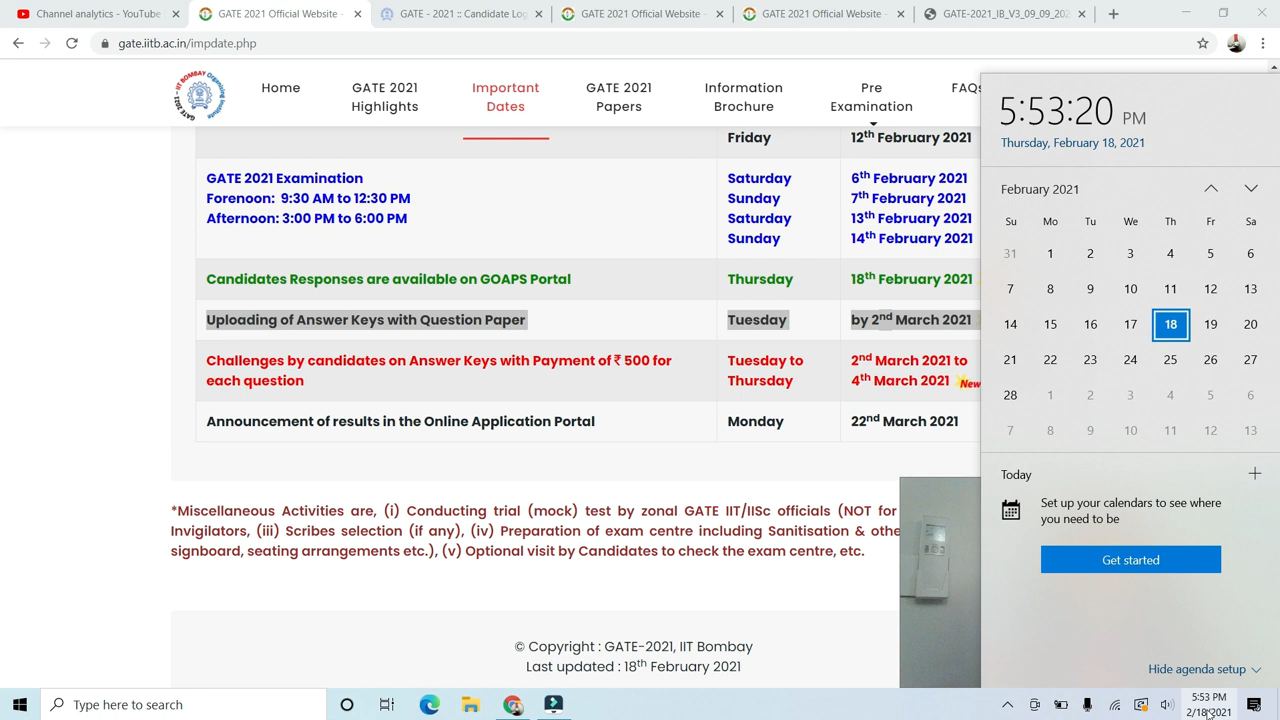 Channel analytics - YouTube
GATE 2021 Official Website -
GATE - 2021 :: Candidate Log
GATE 2021 Official Website -
GATE 2021 Official Website -
GATE-2021_IB_V3_09_09_202
gate.iitb.ac.in/impdate.php
Home
GATE 2021 Highlights
Important Dates
GATE 2021 Papers
Information Brochure
Pre Examination
FAQs
Friday 12th February 2021
GATE 2021 Examination Saturday 6th February 2021
Forenoon: 9:30 AM to 12:30 PM Sunday 7th February 2021
Afternoon: 3:00 PM to 6:00 PM Saturday 13th February 2021
Sunday 14th February 2021
Candidates Responses are available on GOAPS Portal Thursday 18th February 2021
Uploading of Answer Keys with Question Paper Tuesday by 2nd March 2021
Challenges by candidates on Answer Keys with Payment of ₹ 500 for Tuesday to 2nd March 2021 to
each question Thursday 4th March 2021 New
Announcement of results in the Online Application Portal Monday 22nd March 2021
*Miscellaneous Activities are, (i) Conducting trial (mock) test by zonal GATE IIT/IISc officials (NOT for
Invigilators, (iii) Scribes selection (if any), (iv) Preparation of exam centre including Sanitisation & othe
signboard, seating arrangements etc.), (v) Optional visit by Candidates to check the exam centre, etc.
© Copyright : GATE-2021, IIT Bombay
Last updated : 18th February 2021
5:53:20 PM
Thursday, February 18, 2021
February 2021
Su Mo Tu We Th Fr Sa
31 1 2 3 4 5 6
7 8 9 10 11 12 13
14 15 16 17 18 19 20
21 22 23 24 25 26 27
28 1 2 3 4 5 6
7 8 9 10 11 12 13
Today
Set up your calendars to see where
you need to be
Get started
Hide agenda setup
Type here to search
5:53 PM
2/18/2021